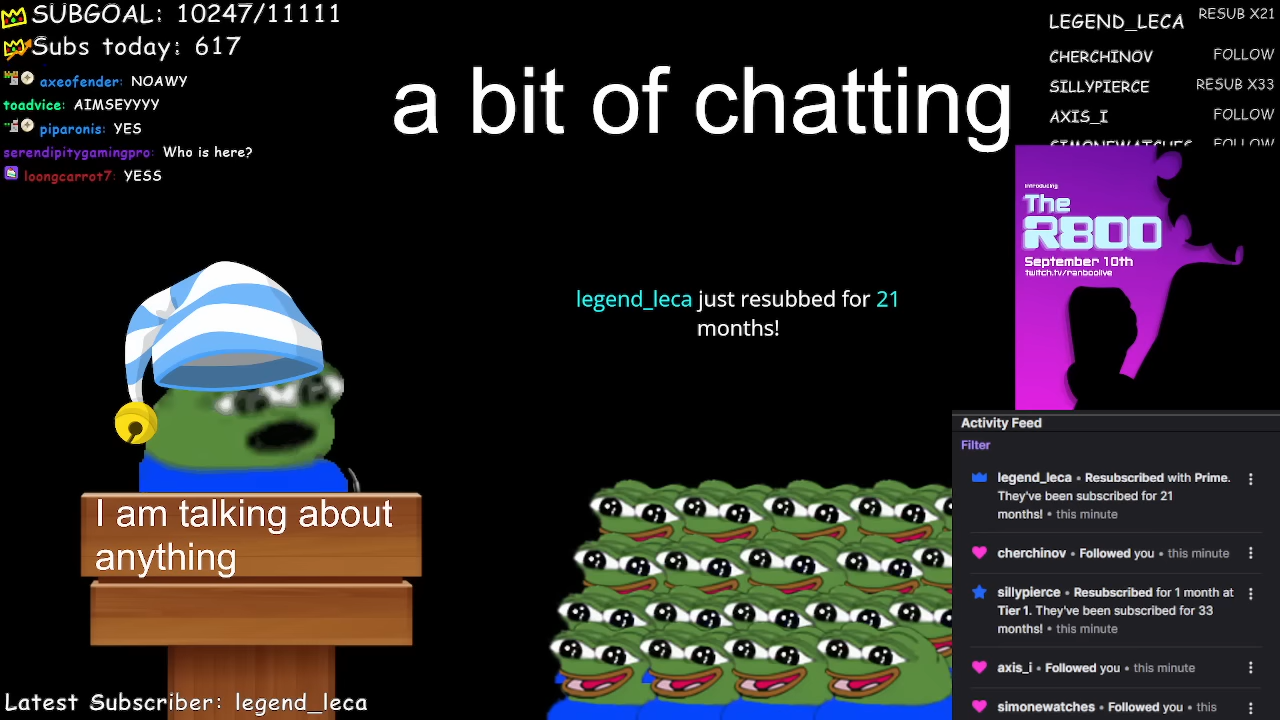 SUBGOAL: 10247/11111
Subs today: 617
axeofender: NOAWY
toadvice: AIMSEYYYY
piparonis: YES
serendipitygamingpro: Who is here?
loongcarrot7: YESS
a bit of chatting
LEGEND_LECA RESUB X21
CHERCHINOV FOLLOW
SILLYPIERCE RESUB X33
AXIS_I FOLLOW
SIMONEWATCHES FOLLOW
Introducing
The
R800
September 10th
twitch.tv/ranboolive
legend_leca just resubbed for 21
months!
I am talking about
anything
Latest Subscriber: legend_leca
Activity Feed
Filter
legend_leca • Resubscribed with Prime.
They've been subscribed for 21
months! • this minute
cherchinov • Followed you • this minute
sillypierce • Resubscribed for 1 month at
Tier 1. They've been subscribed for 33
months! • this minute
axis_i • Followed you • this minute
simonewatches • Followed you • this